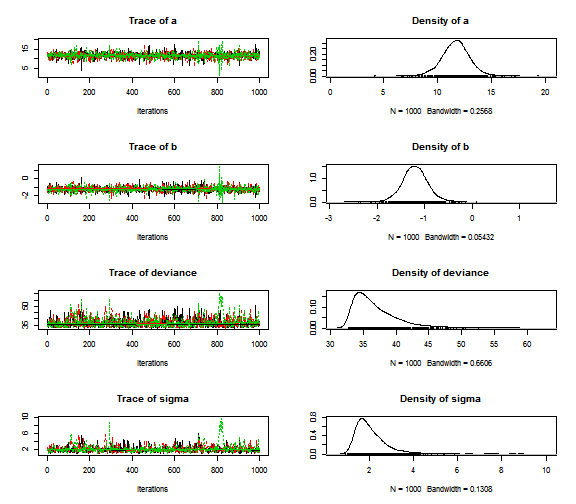 Trace of a
Density of a
5 15
0.00 0.20
0 200 400 600 800 1000
0 5 10 15 20
Iterations
N = 1000 Bandwidth = 0.2568
Trace of b
Density of b
-2 0
0.0 1.0
0 200 400 600 800 1000
-3 -2 -1 0 1
Iterations
N = 1000 Bandwidth = 0.05432
Trace of deviance
Density of deviance
35 50
0.00 0.10
0 200 400 600 800 1000
30 35 40 45 50 55 60
Iterations
N = 1000 Bandwidth = 0.6606
Trace of sigma
Density of sigma
2 6 10
0.0 0.4 0.8
0 200 400 600 800 1000
2 4 6 8 10
Iterations
N = 1000 Bandwidth = 0.1308